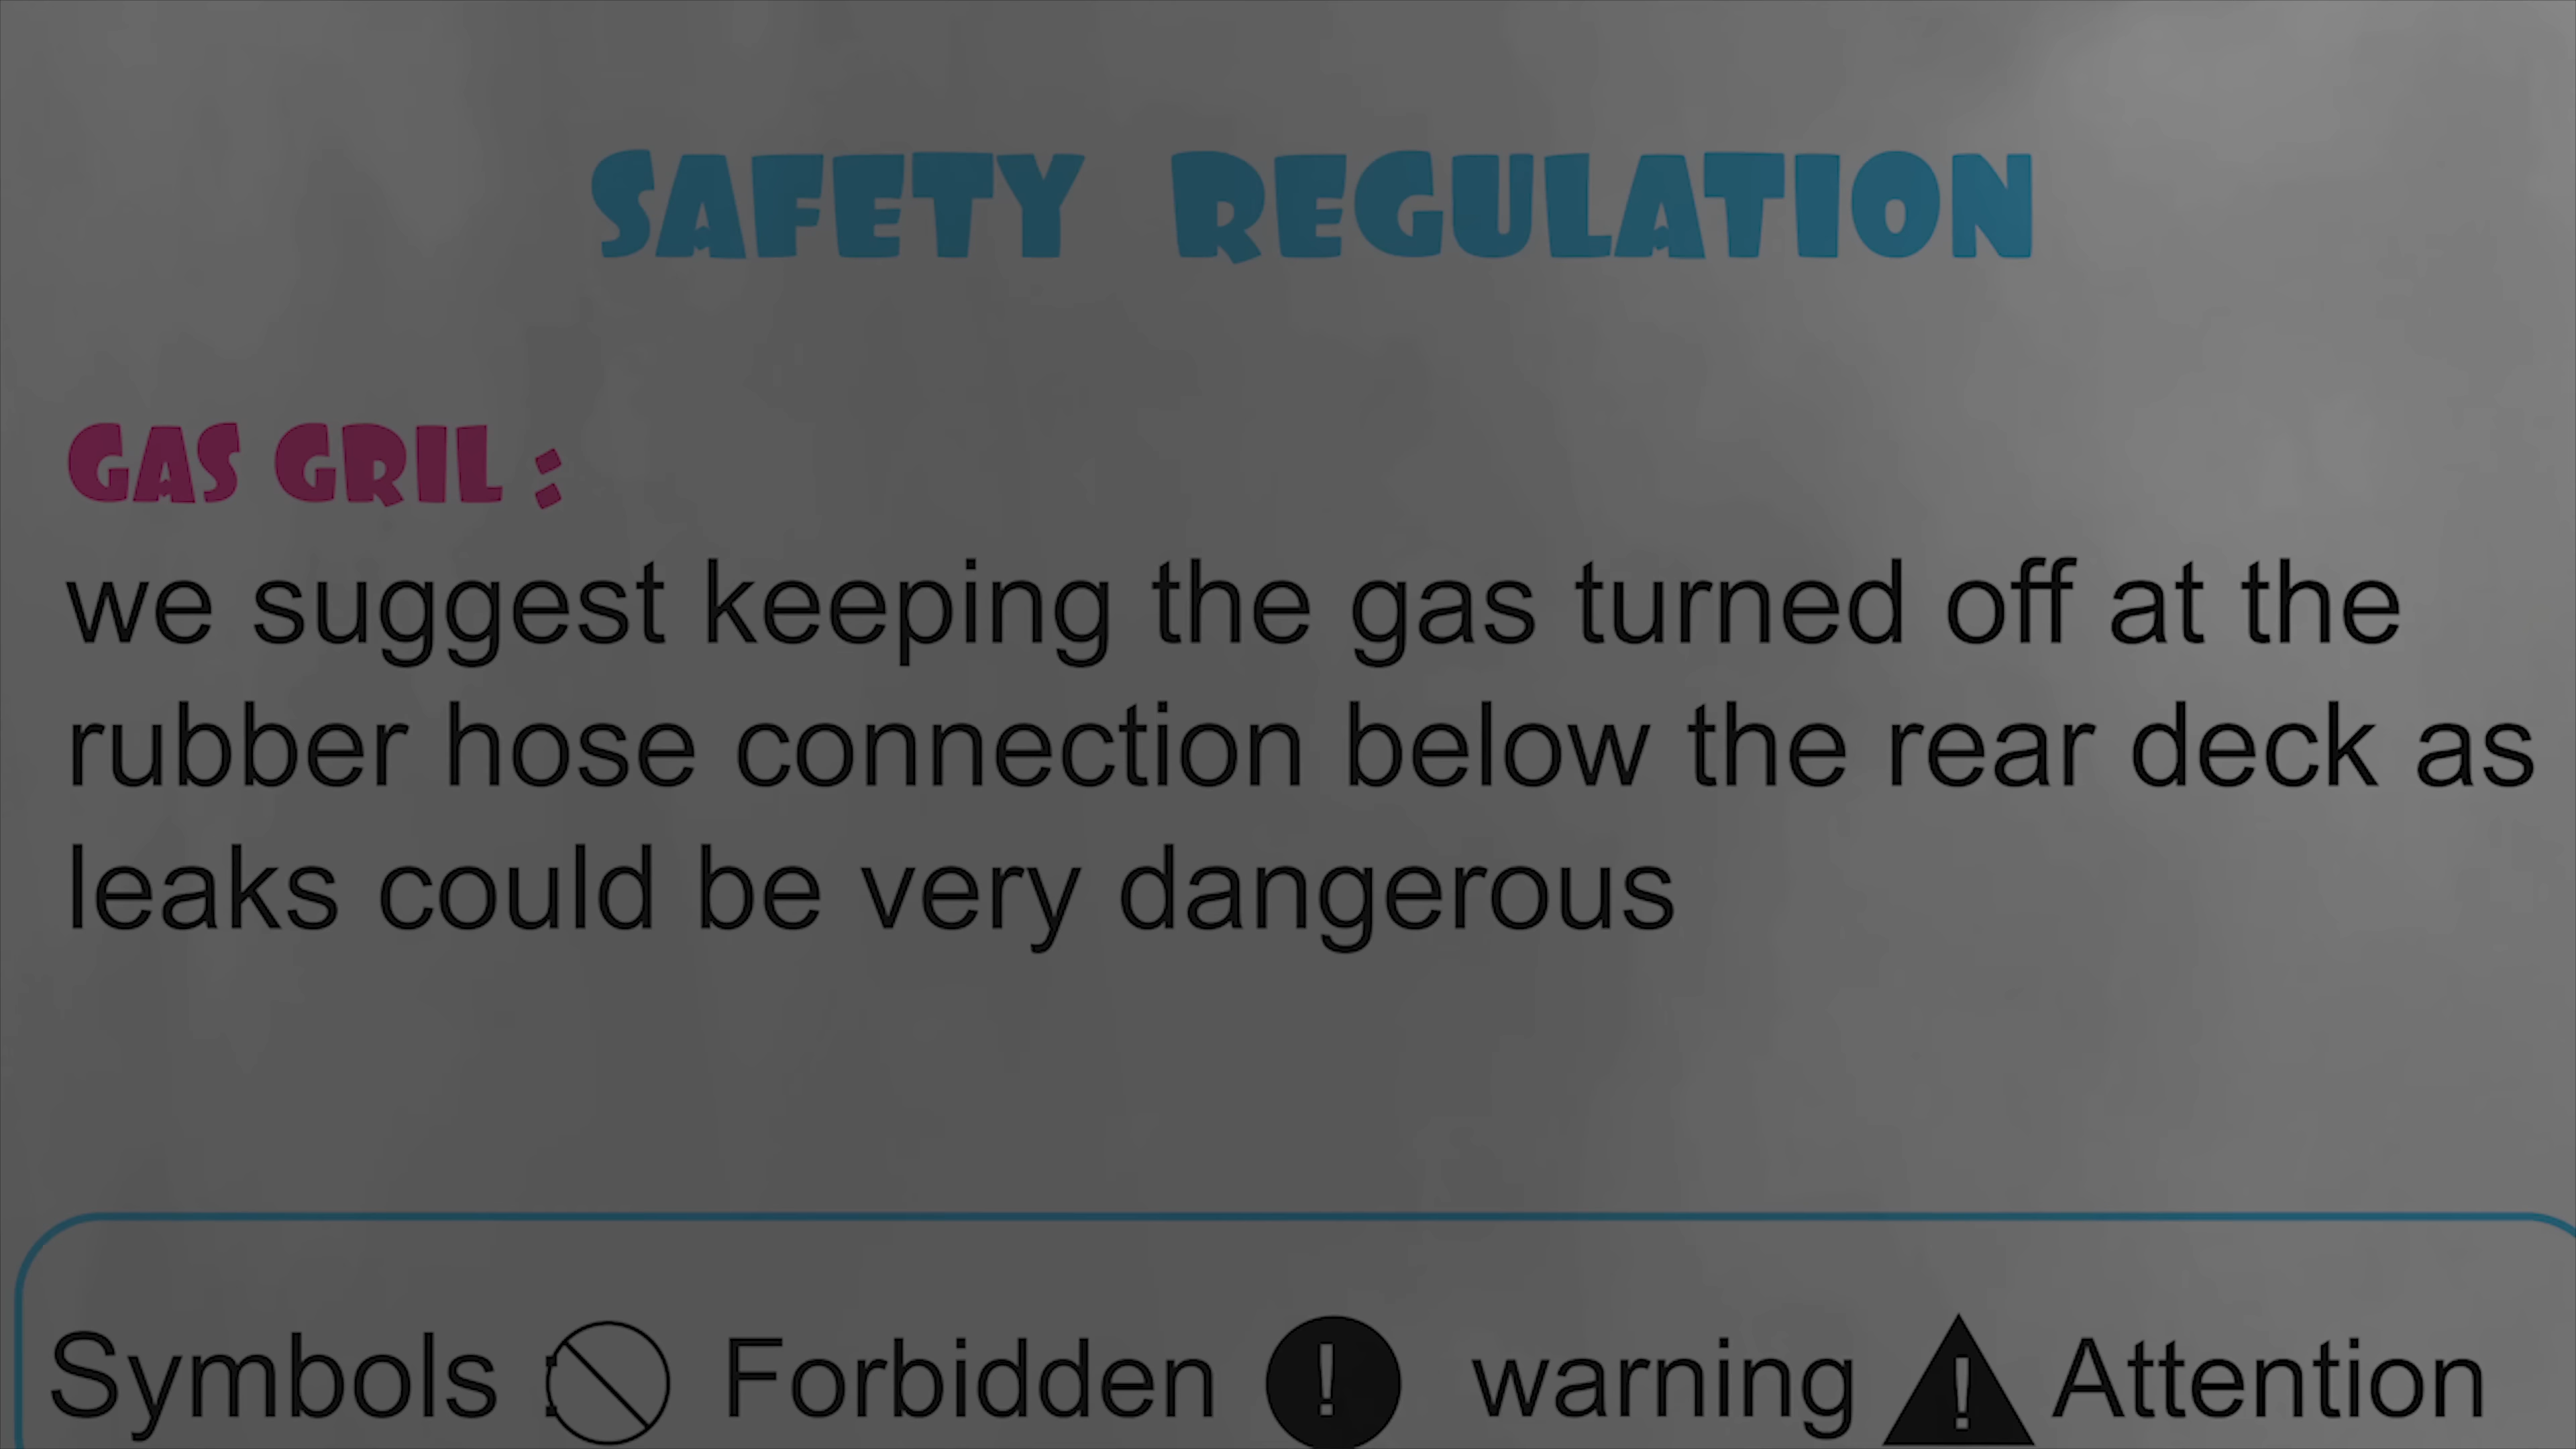 SAFETY REGULATION
GAS GRIL :
we suggest keeping the gas turned off at the
rubber hose connection below the rear deck as
leaks could be very dangerous
Symbols Forbidden ! warning ! Attention